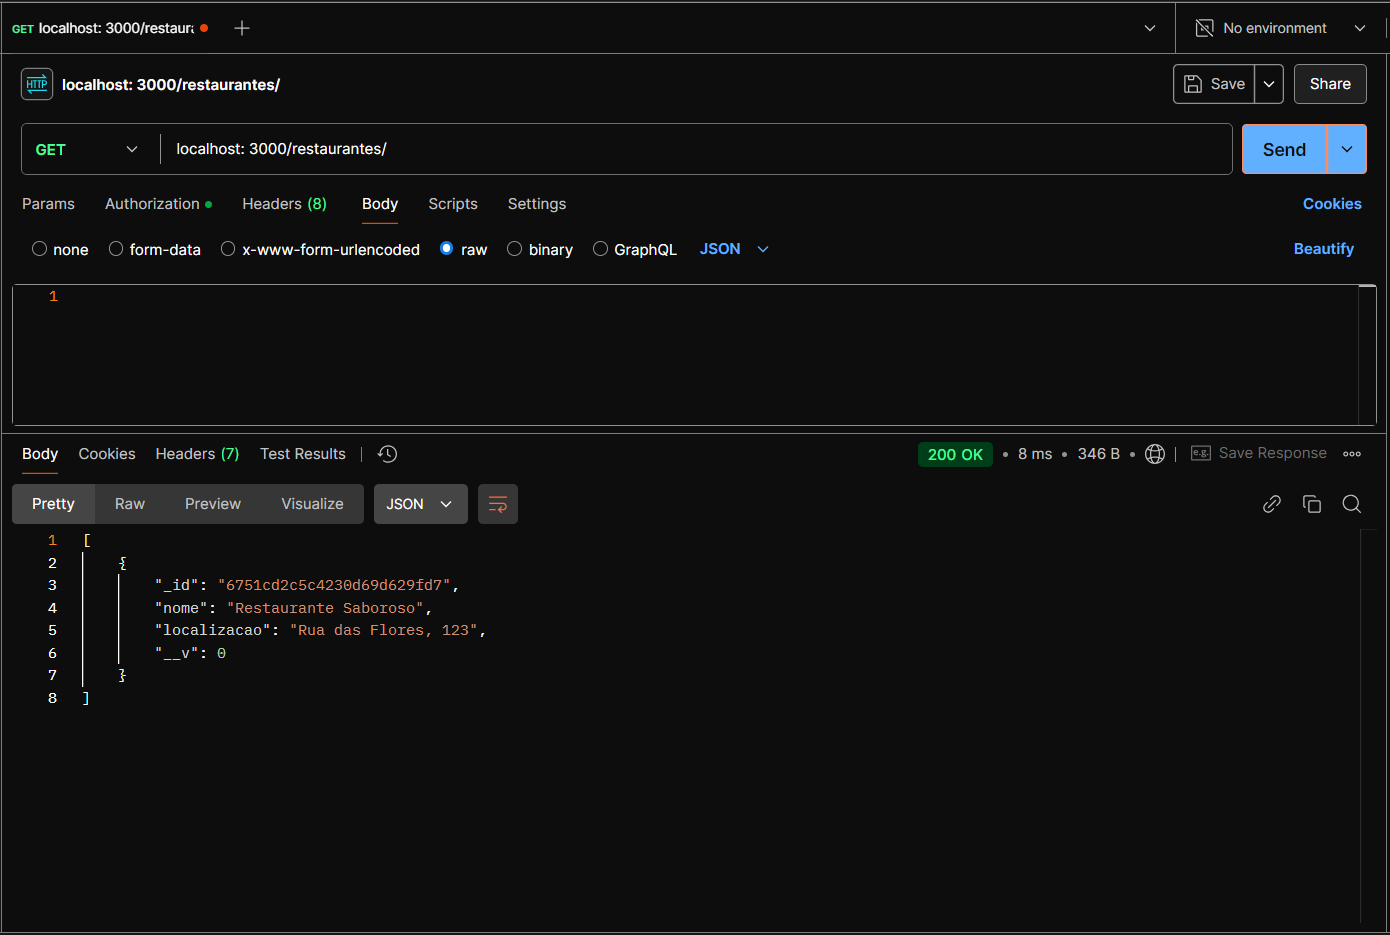 GET localhost: 3000/restaura
No environment
HTTP localhost: 3000/restaurantes/
Save
Share
GET
localhost: 3000/restaurantes/
Send
Params Authorization Headers (8) Body Scripts Settings
Cookies
none form-data x-www-form-urlencoded raw binary GraphQL JSON
Beautify
1
Body Cookies Headers (7) Test Results
200 OK • 8 ms • 346 B •
e.g. Save Response
Pretty Raw Preview Visualize JSON
1 [
2 {
3 "_id": "6751cd2c5c4230d69d629fd7",
4 "nome": "Restaurante Saboroso",
5 "localizacao": "Rua das Flores, 123",
6 "__v": 0
7 }
8 ]